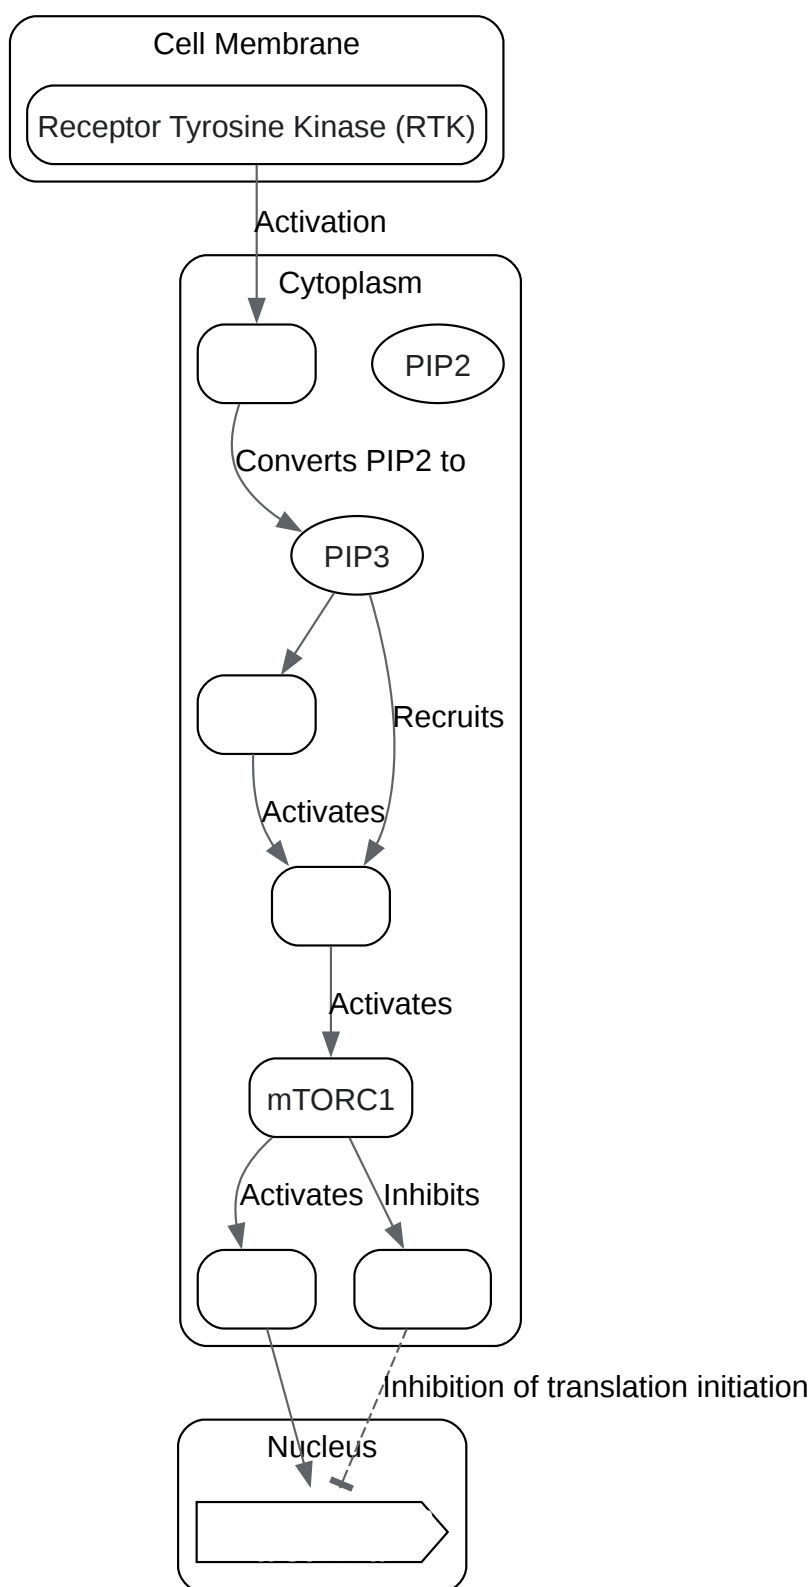 Cell Membrane
Receptor Tyrosine Kinase (RTK)
Activation
Cytoplasm
PIP2
Converts PIP2 to
PIP3
Recruits
Activates
Activates
mTORC1
Activates
Inhibits
Inhibition of translation initiation
Nucleus